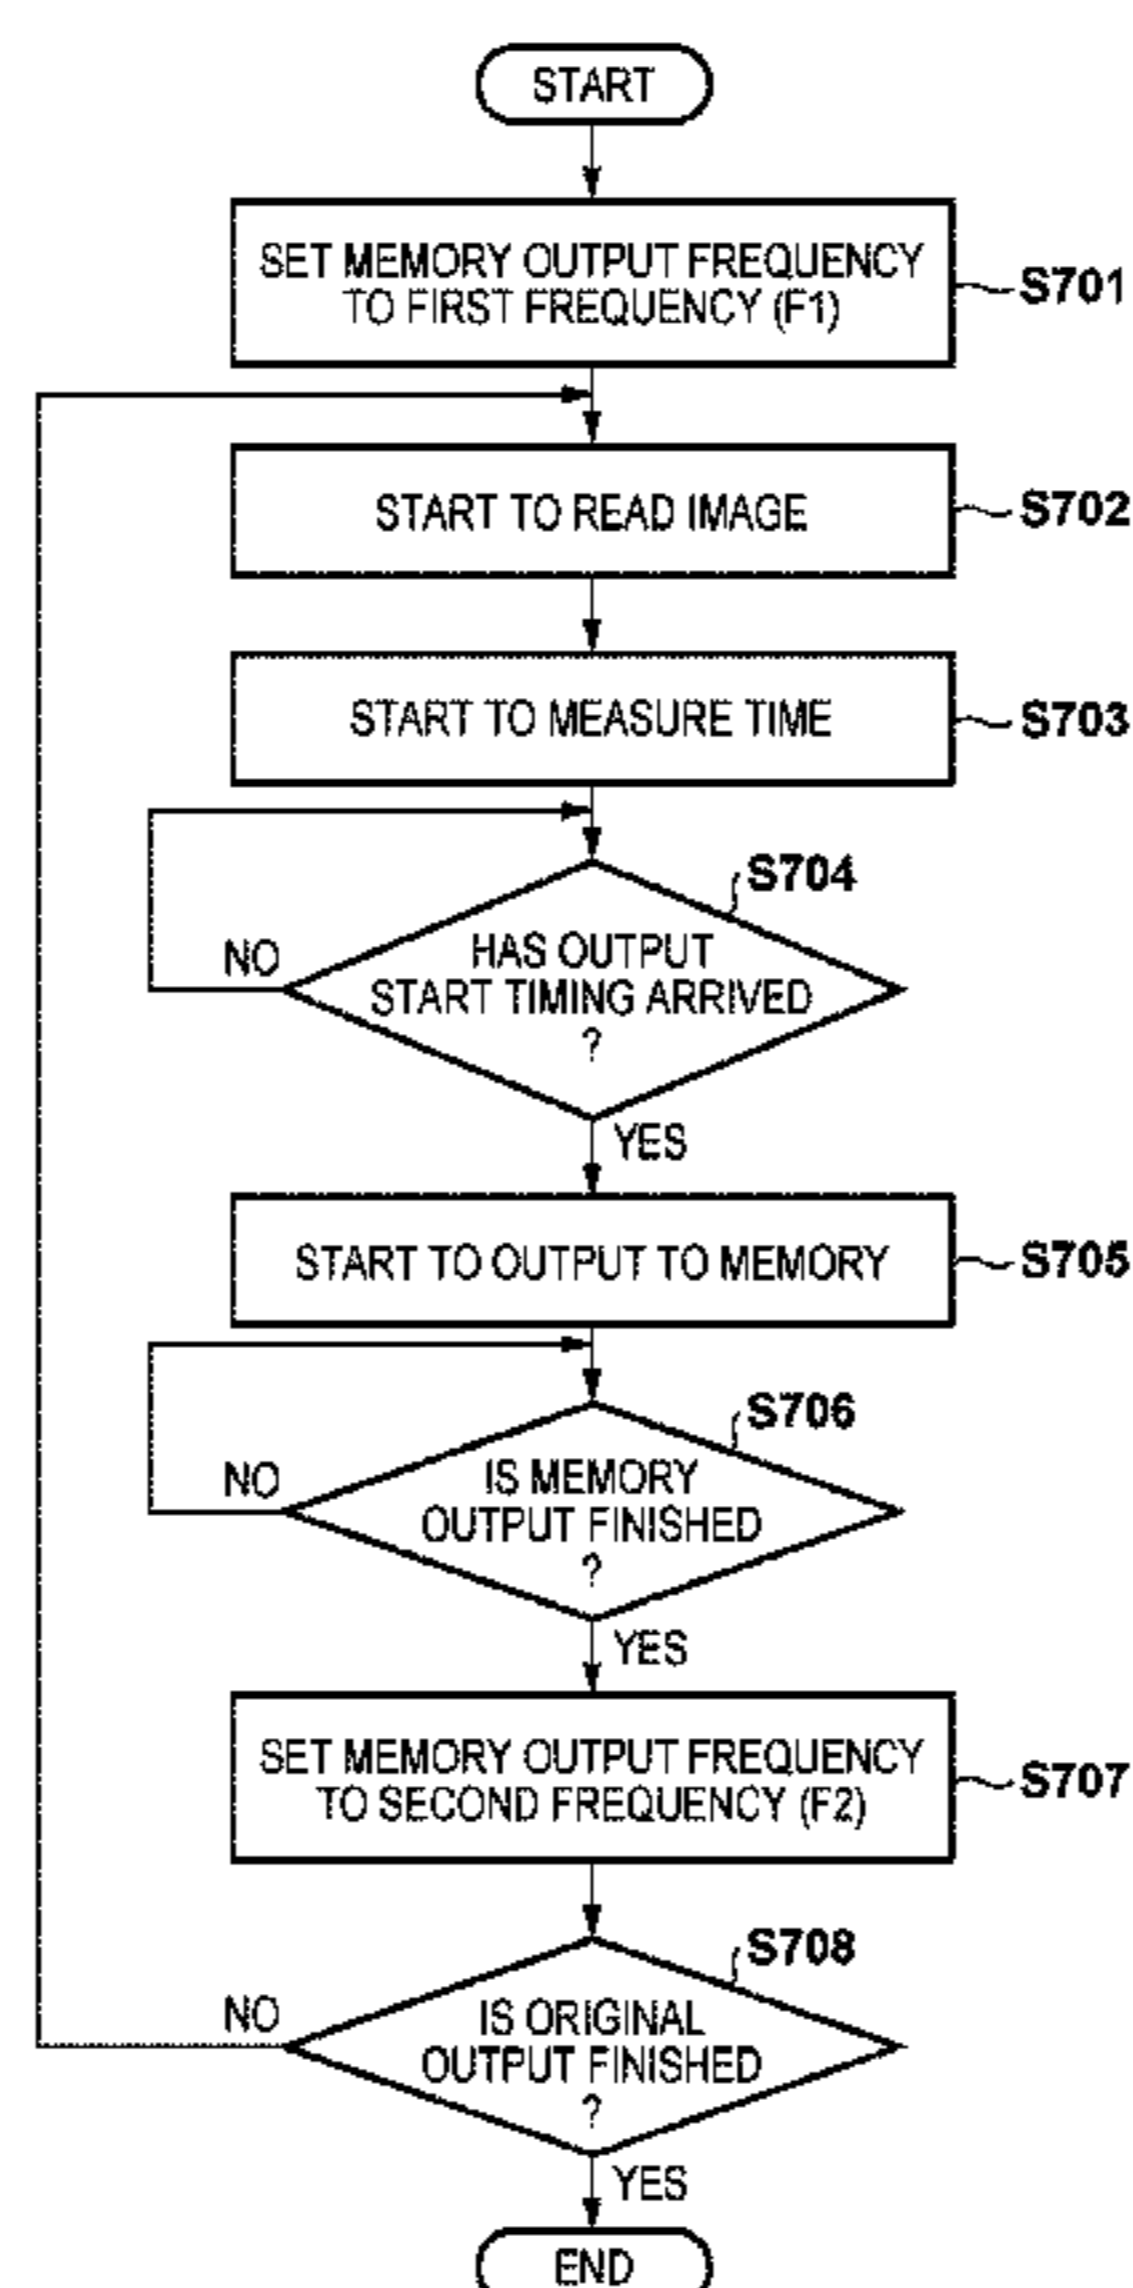 START
SET MEMORY OUTPUT FREQUENCY
TO FIRST FREQUENCY (F1)
S701
START TO READ IMAGE
S702
START TO MEASURE TIME
S703
S704
HAS OUTPUT
START TIMING ARRIVED
?
NO
YES
START TO OUTPUT TO MEMORY
S705
S706
IS MEMORY
OUTPUT FINISHED
?
NO
YES
SET MEMORY OUTPUT FREQUENCY
TO SECOND FREQUENCY (F2)
S707
S708
IS ORIGINAL
OUTPUT FINISHED
?
NO
YES
END